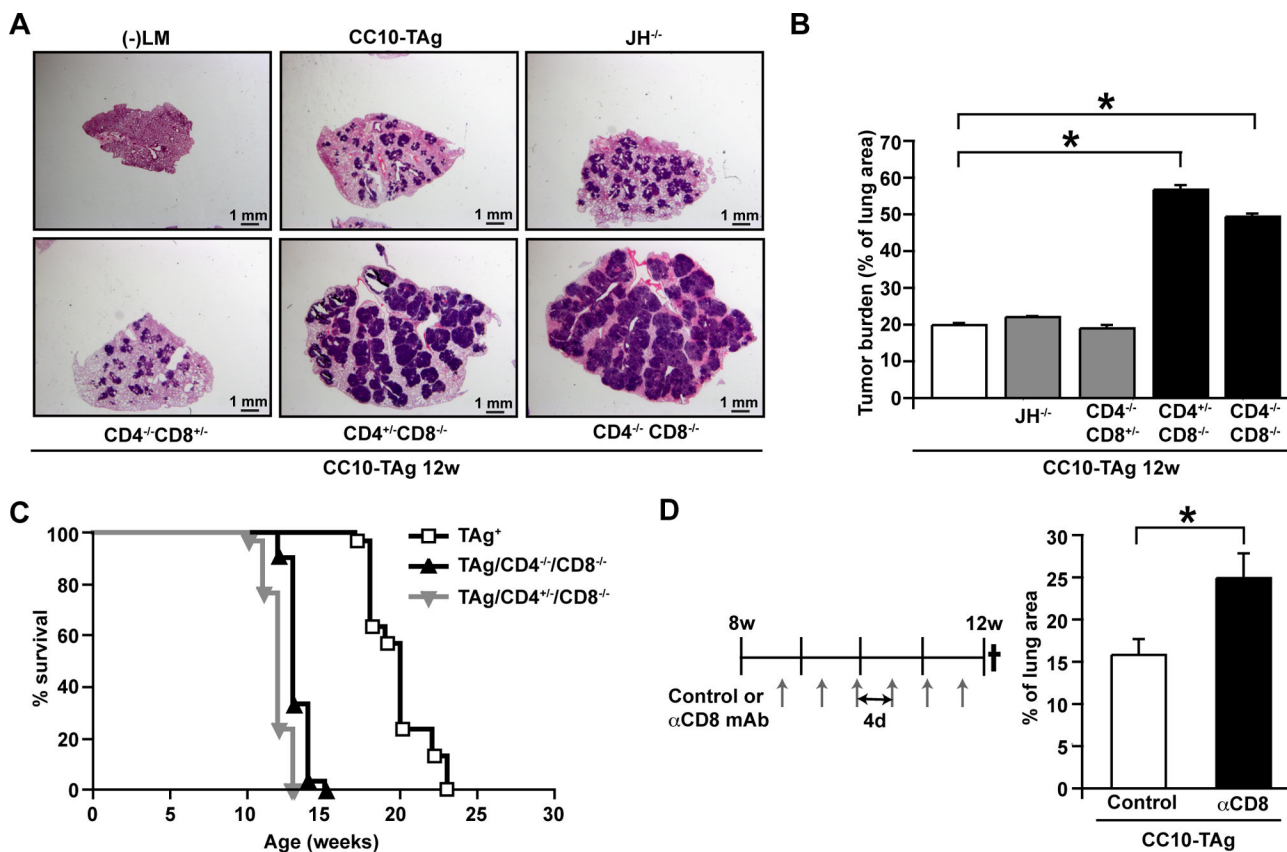 A
(-)LM
CC10-TAg
JH⁻/⁻
1 mm
1 mm
1 mm
1 mm
1 mm
1 mm
CD4⁻/⁻CD8⁺/⁻
CD4⁺/⁻CD8⁻/⁻
CD4⁻/⁻ CD8⁻/⁻
CC10-TAg 12w
B
Tumor burden (% of lung area)
70
60
50
40
30
20
10
0
*
*
JH⁻/⁻
CD4⁻/⁻
CD8⁺/⁻
CD4⁺/⁻
CD8⁻/⁻
CD4⁻/⁻
CD8⁻/⁻
CC10-TAg 12w
C
% survival
100
80
60
40
20
0
0
5
10
15
20
25
30
Age (weeks)
TAg⁺
TAg/CD4⁻/⁻/CD8⁻/⁻
TAg/CD4⁺/⁻/CD8⁻/⁻
D
8w
12w
Control or
αCD8 mAb
4d
% of lung area
30
25
20
15
10
5
0
*
Control
αCD8
CC10-TAg